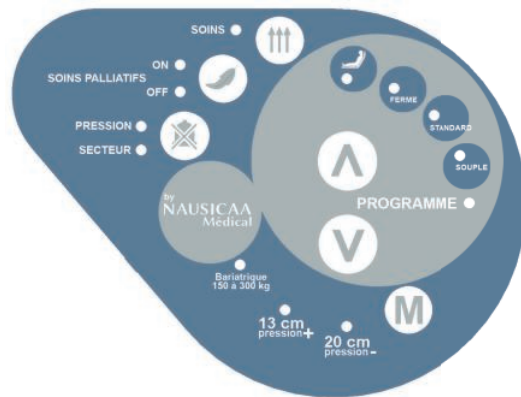 SOINS
ON
SOINS PALLIATIFS
OFF
PRESSION
SECTEUR
FERME
STANDARD
SOUPLE
PROGRAMME
by
NAUSICAA
Médical
Bariatrique
150 à 300 kg
13 cm
pression+
20 cm
pression-
M